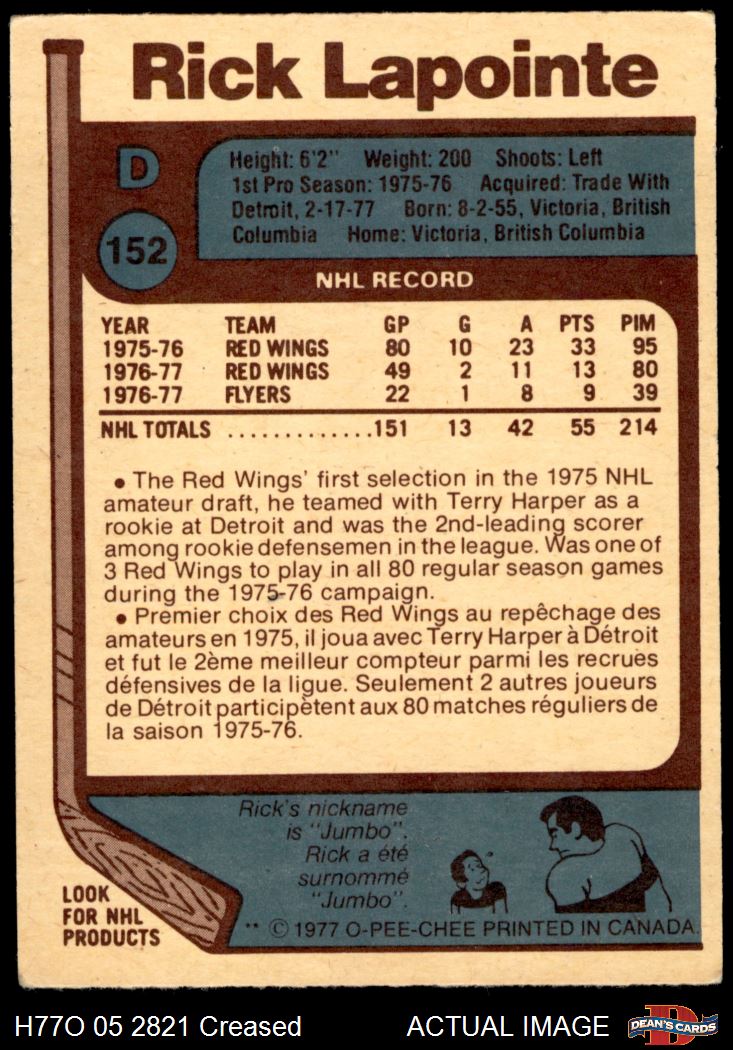 Rick Lapointe
D
152
Height: 6'2" Weight: 200 Shoots: Left
1st Pro Season: 1975-76 Acquired: Trade With
Detroit, 2-17-77 Born: 8-2-55, Victoria, British
Columbia Home: Victoria, British Columbia
NHL RECORD
YEAR TEAM GP G A PTS PIM
1975-76 RED WINGS 80 10 23 33 95
1976-77 RED WINGS 49 2 11 13 80
1976-77 FLYERS 22 1 8 9 39
NHL TOTALS .............151 13 42 55 214
• The Red Wings' first selection in the 1975 NHL
amateur draft, he teamed with Terry Harper as a
rookie at Detroit and was the 2nd-leading scorer
among rookie defensemen in the league. Was one of
3 Red Wings to play in all 80 regular season games
during the 1975-76 campaign.
• Premier choix des Red Wings au repêchage des
amateurs en 1975, il joua avec Terry Harper à Détroit
et fut le 2ème meilleur compteur parmi les recrues
défensives de la ligue. Seulement 2 autres joueurs
de Détroit participètent aux 80 matches réguliers de
la saison 1975-76.
Rick's nickname
is "Jumbo".
Rick a été
surnommé
"Jumbo".
LOOK
FOR NHL
PRODUCTS
** © 1977 O-PEE-CHEE PRINTED IN CANADA.
H77O 05 2821 Creased ACTUAL IMAGE
D
DEAN'S CARDS